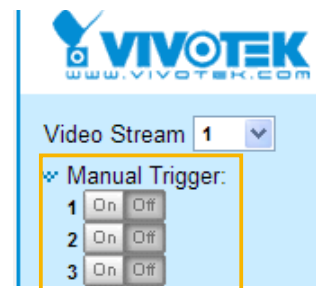 VIVOTEK
www.vivotek.com
Video Stream 1
Manual Trigger:
1 On Off
2 On Off
3 On Off